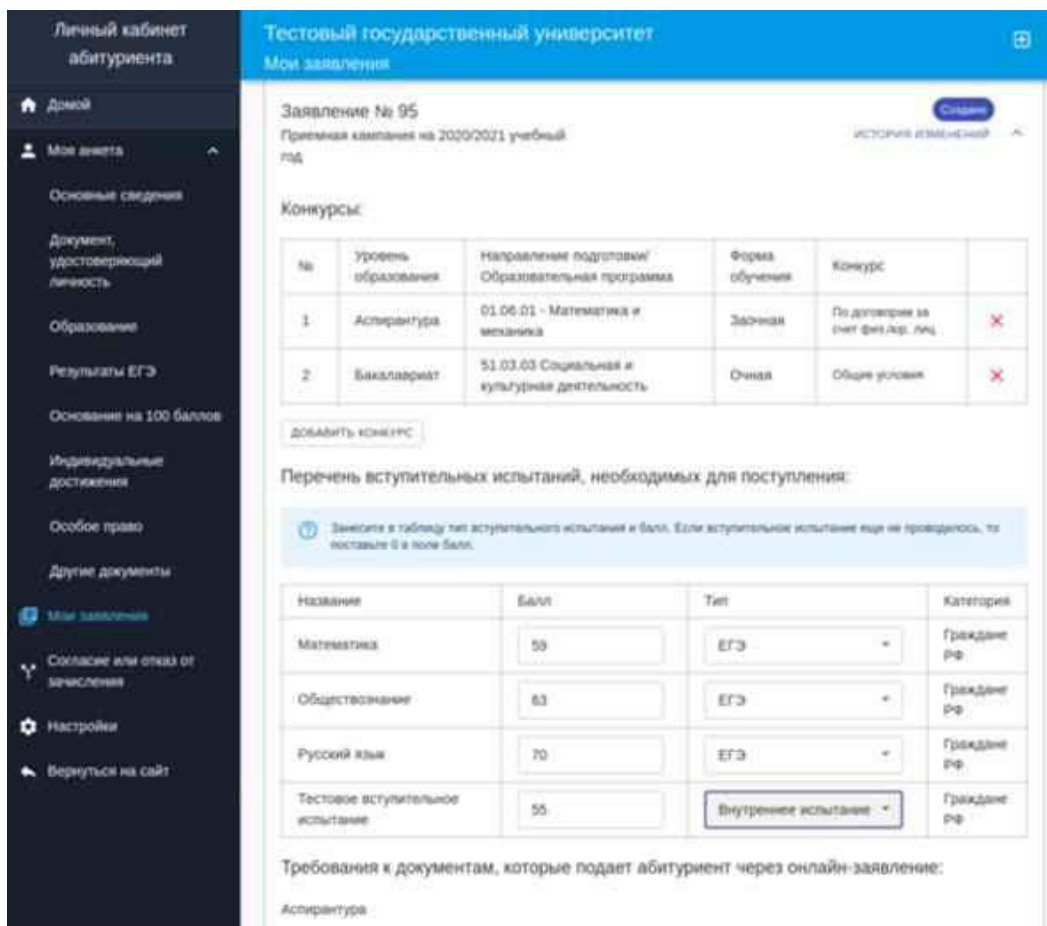 Личный кабинет
абитуриента
Домой
Моя анкета
Основные сведения
Документ,
удостоверяющий
личность
Образование
Результаты ЕГЭ
Основание на 100 баллов
Индивидуальные
достижения
Особое право
Другие документы
Мои заявления
Согласие или отказ от
зачисления
Настройки
Вернуться на сайт
Тестовый государственный университет
Мои заявления
Заявление № 95
Создано
Приемная кампания на 2020/2021 учебный
год
ИСТОРИЯ ИЗМЕНЕНИЙ
Конкурсы:
№ Уровень образования Направление подготовки/ Образовательная программа Форма обучения Конкурс
1 Аспирантура 01.06.01 - Математика и механика Заочная По договорам за счет физ./юр. лиц
2 Бакалавриат 51.03.03 Социальная и культурная деятельность Очная Общие условия
ДОБАВИТЬ КОНКУРС
Перечень вступительных испытаний, необходимых для поступления:
Занесите в таблицу тип вступительного испытания и балл. Если вступительное испытание еще не проводилось, то
поставьте 0 в поле балл.
Название Балл Тип Категория
Математика 59 ЕГЭ Граждане РФ
Обществознание 63 ЕГЭ Граждане РФ
Русский язык 70 ЕГЭ Граждане РФ
Тестовое вступительное испытание 55 Внутреннее испытание Граждане РФ
Требования к документам, которые подает абитуриент через онлайн-заявление:
Аспирантура